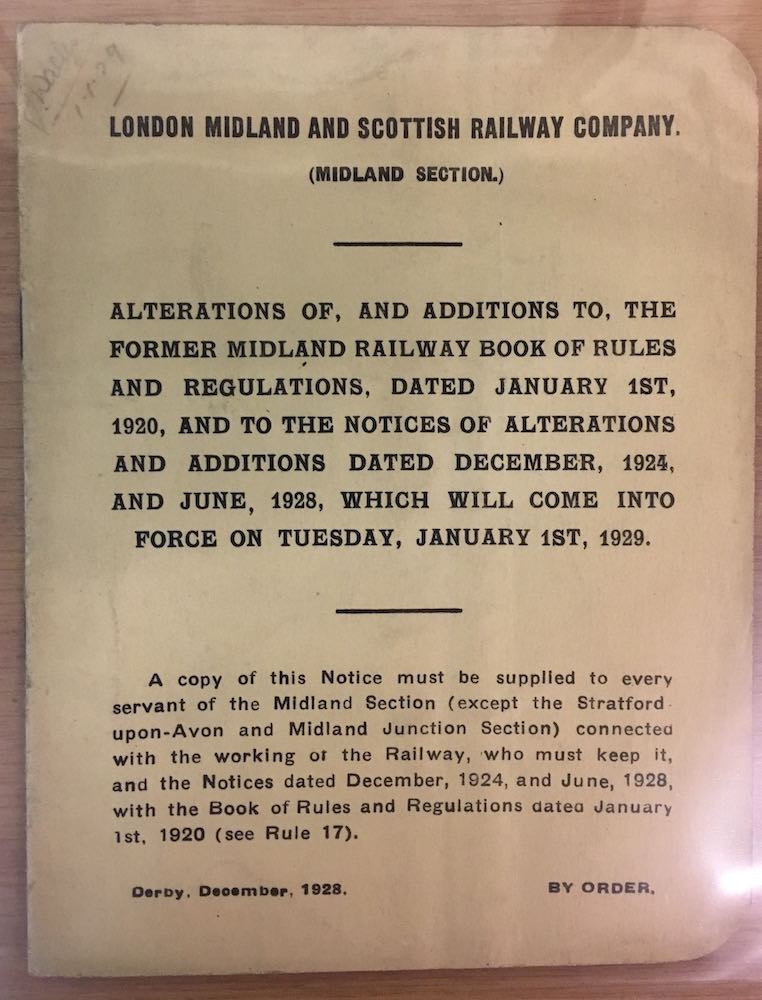 1.1.29
LONDON MIDLAND AND SCOTTISH RAILWAY COMPANY.
(MIDLAND SECTION.)
ALTERATIONS OF, AND ADDITIONS TO, THE
FORMER MIDLAND RAILWAY BOOK OF RULES
AND REGULATIONS, DATED JANUARY 1ST,
1920, AND TO THE NOTICES OF ALTERATIONS
AND ADDITIONS DATED DECEMBER, 1924,
AND JUNE, 1928, WHICH WILL COME INTO
FORCE ON TUESDAY, JANUARY 1ST, 1929.
A copy of this Notice must be supplied to every
servant of the Midland Section (except the Stratford-
upon-Avon and Midland Junction Section) connected
with the working of the Railway, who must keep it,
and the Notices dated December, 1924, and June, 1928,
with the Book of Rules and Regulations dated January
1st, 1920 (see Rule 17).
Derby, December, 1928. BY ORDER.